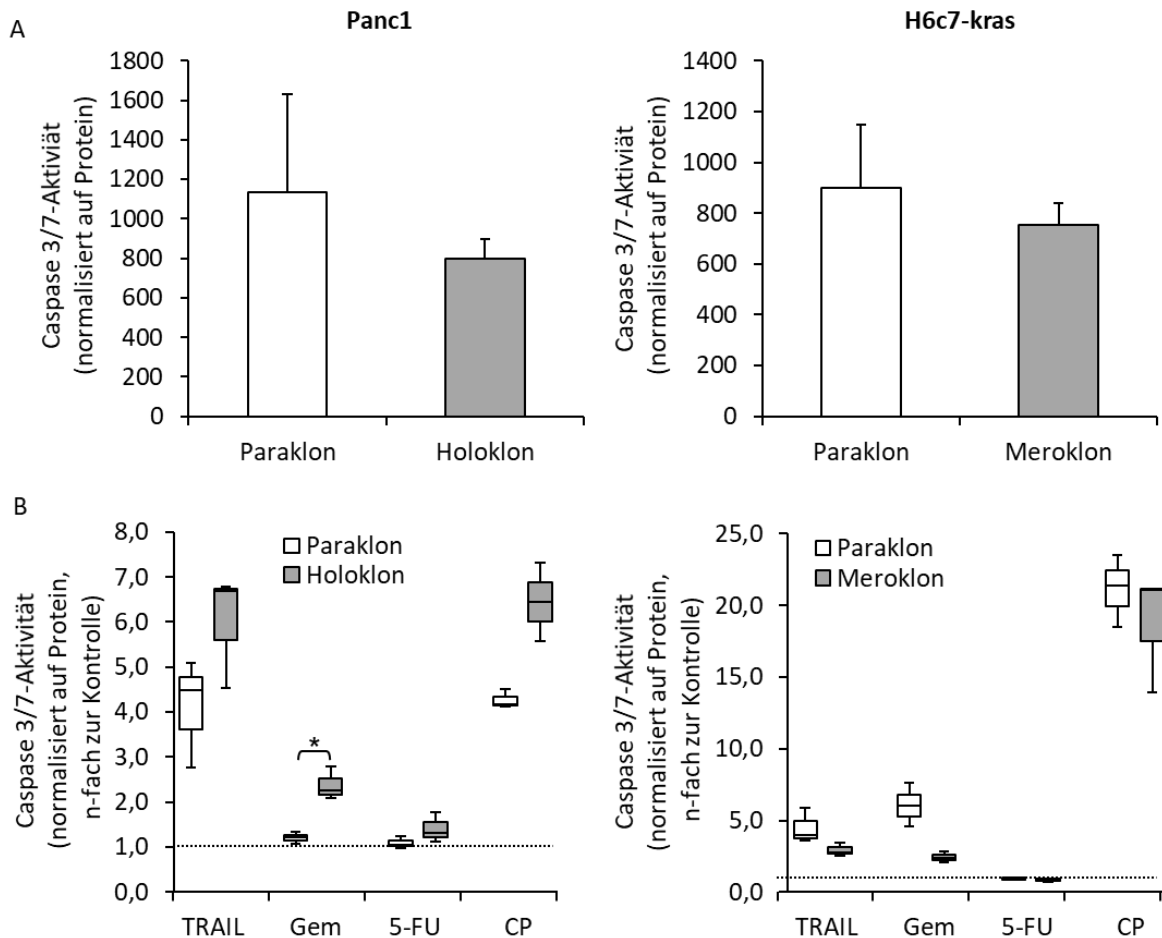 A
Panc1
H6c7-kras
Caspase 3/7-Aktiviät
(normalisiert auf Protein)
1800
1600
1400
1200
1000
800
600
400
200
0
Paraklon
Holoklon
Caspase 3/7-Aktiviät
(normalisiert auf Protein)
1400
1200
1000
800
600
400
200
0
Paraklon
Meroklon
B
Caspase 3/7-Aktivität
(normalisiert auf Protein,
n-fach zur Kontrolle)
8,0
7,0
6,0
5,0
4,0
3,0
2,0
1,0
0,0
Paraklon
Holoklon
*
TRAIL
Gem
5-FU
CP
Caspase 3/7-Aktivität
(normalisiert auf Protein,
n-fach zur Kontrolle)
25,0
20,0
15,0
10,0
5,0
0,0
Paraklon
Meroklon
TRAIL
Gem
5-FU
CP